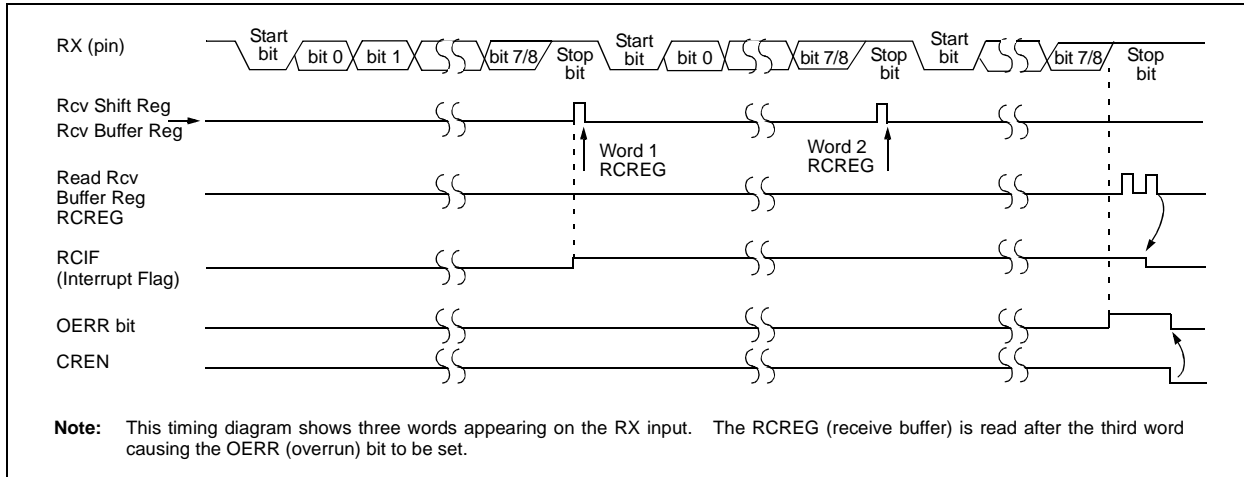 RX (pin)
Start
bit
bit 0
bit 1
bit 7/8
Stop
bit
Start
bit
bit 0
bit 7/8
Stop
bit
Start
bit
bit 7/8
Stop
bit
Rcv Shift Reg
Rcv Buffer Reg
Word 1
RCREG
Word 2
RCREG
Read Rcv
Buffer Reg
RCREG
RCIF
(Interrupt Flag)
OERR bit
CREN
Note: This timing diagram shows three words appearing on the RX input. The RCREG (receive buffer) is read after the third word
causing the OERR (overrun) bit to be set.